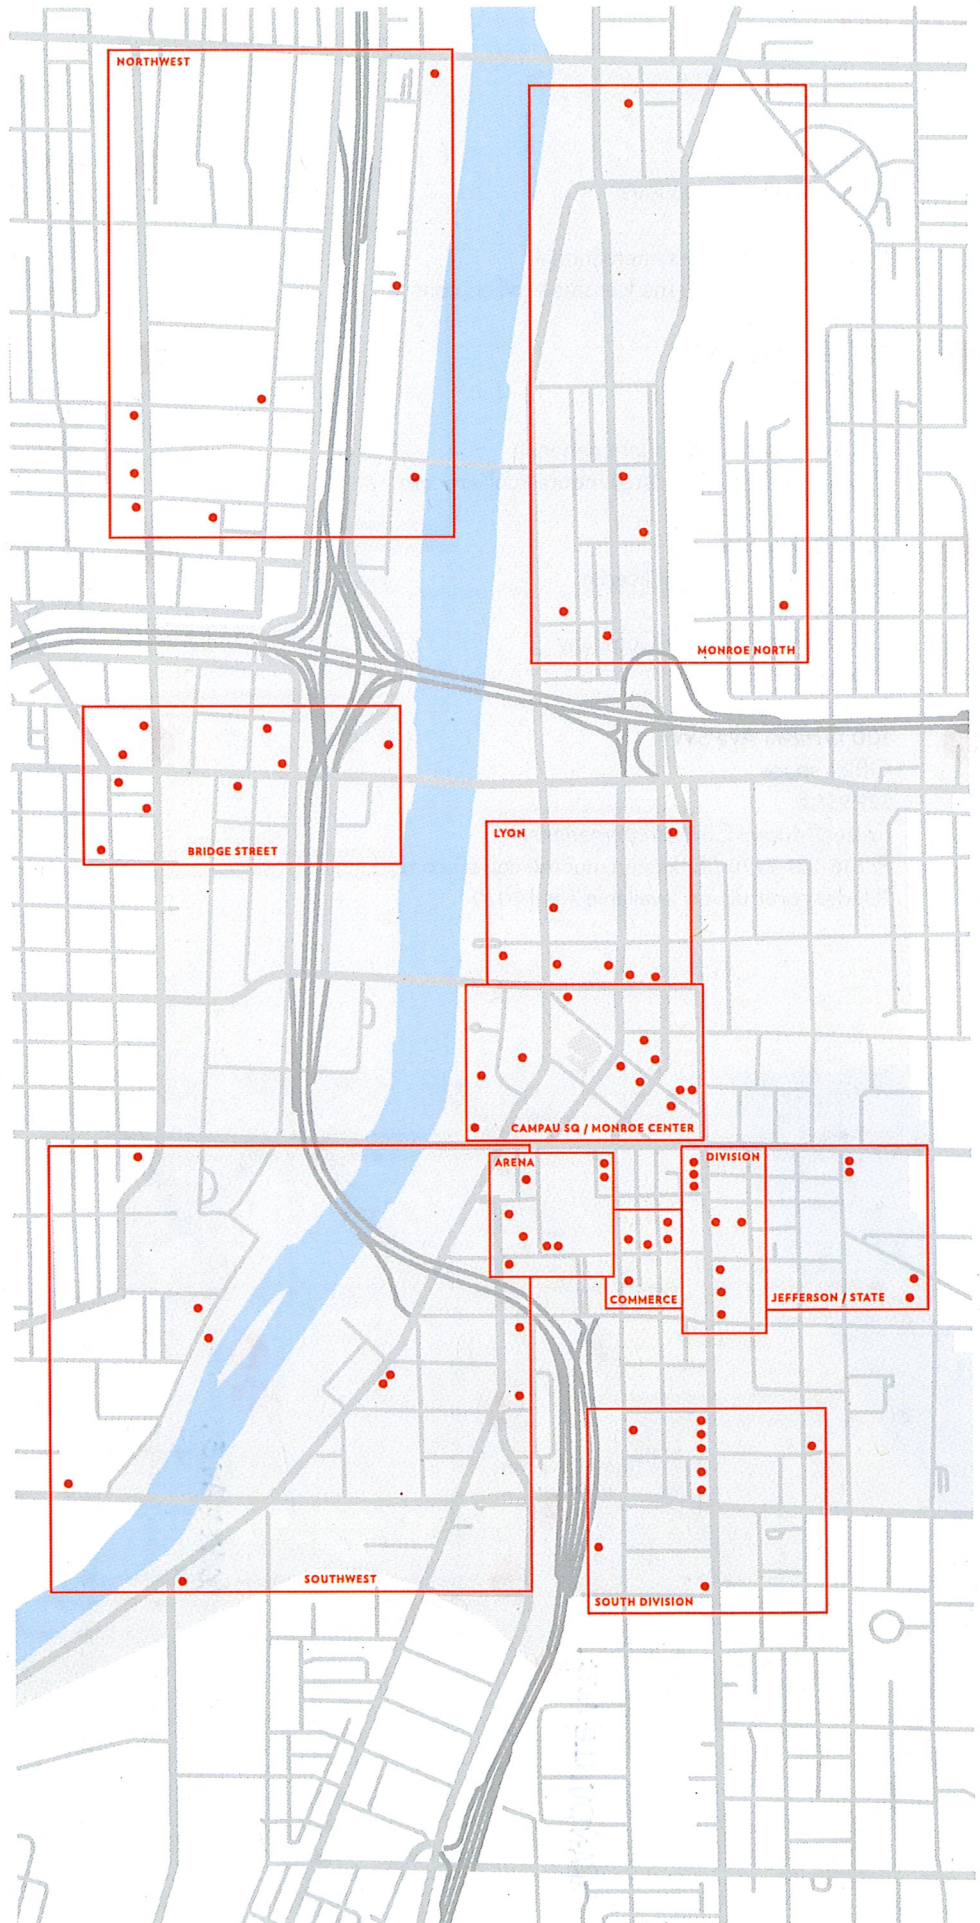 NORTHWEST
MONROE NORTH
BRIDGE STREET
LYON
CAMPAU SQ / MONROE CENTER
ARENA
DIVISION
COMMERCE
JEFFERSON / STATE
SOUTHWEST
SOUTH DIVISION